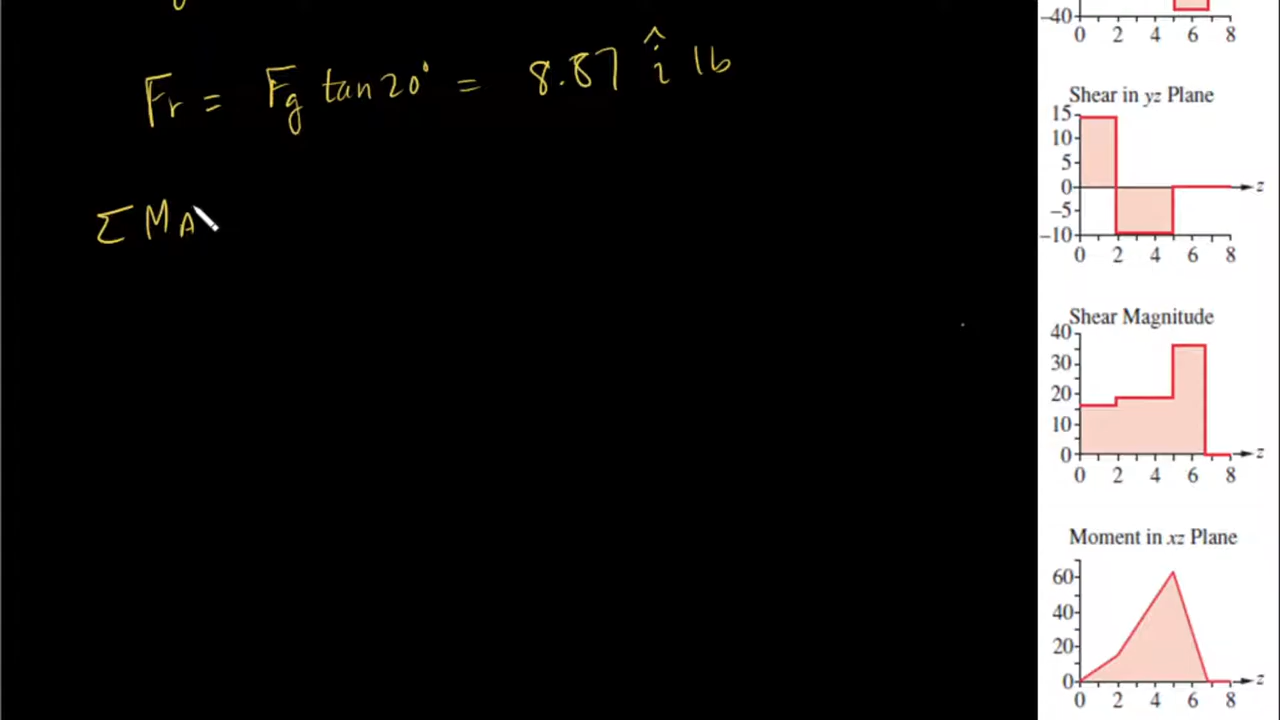 Fr = Fg tan20° = 8.87 î lb
ΣMA
-40
0 2 4 6 8
Shear in yz Plane
15
10
5
0
-5
-10
z
0 2 4 6 8
Shear Magnitude
40
30
20
10
0
z
0 2 4 6 8
Moment in xz Plane
60
40
20
0
z
0 2 4 6 8